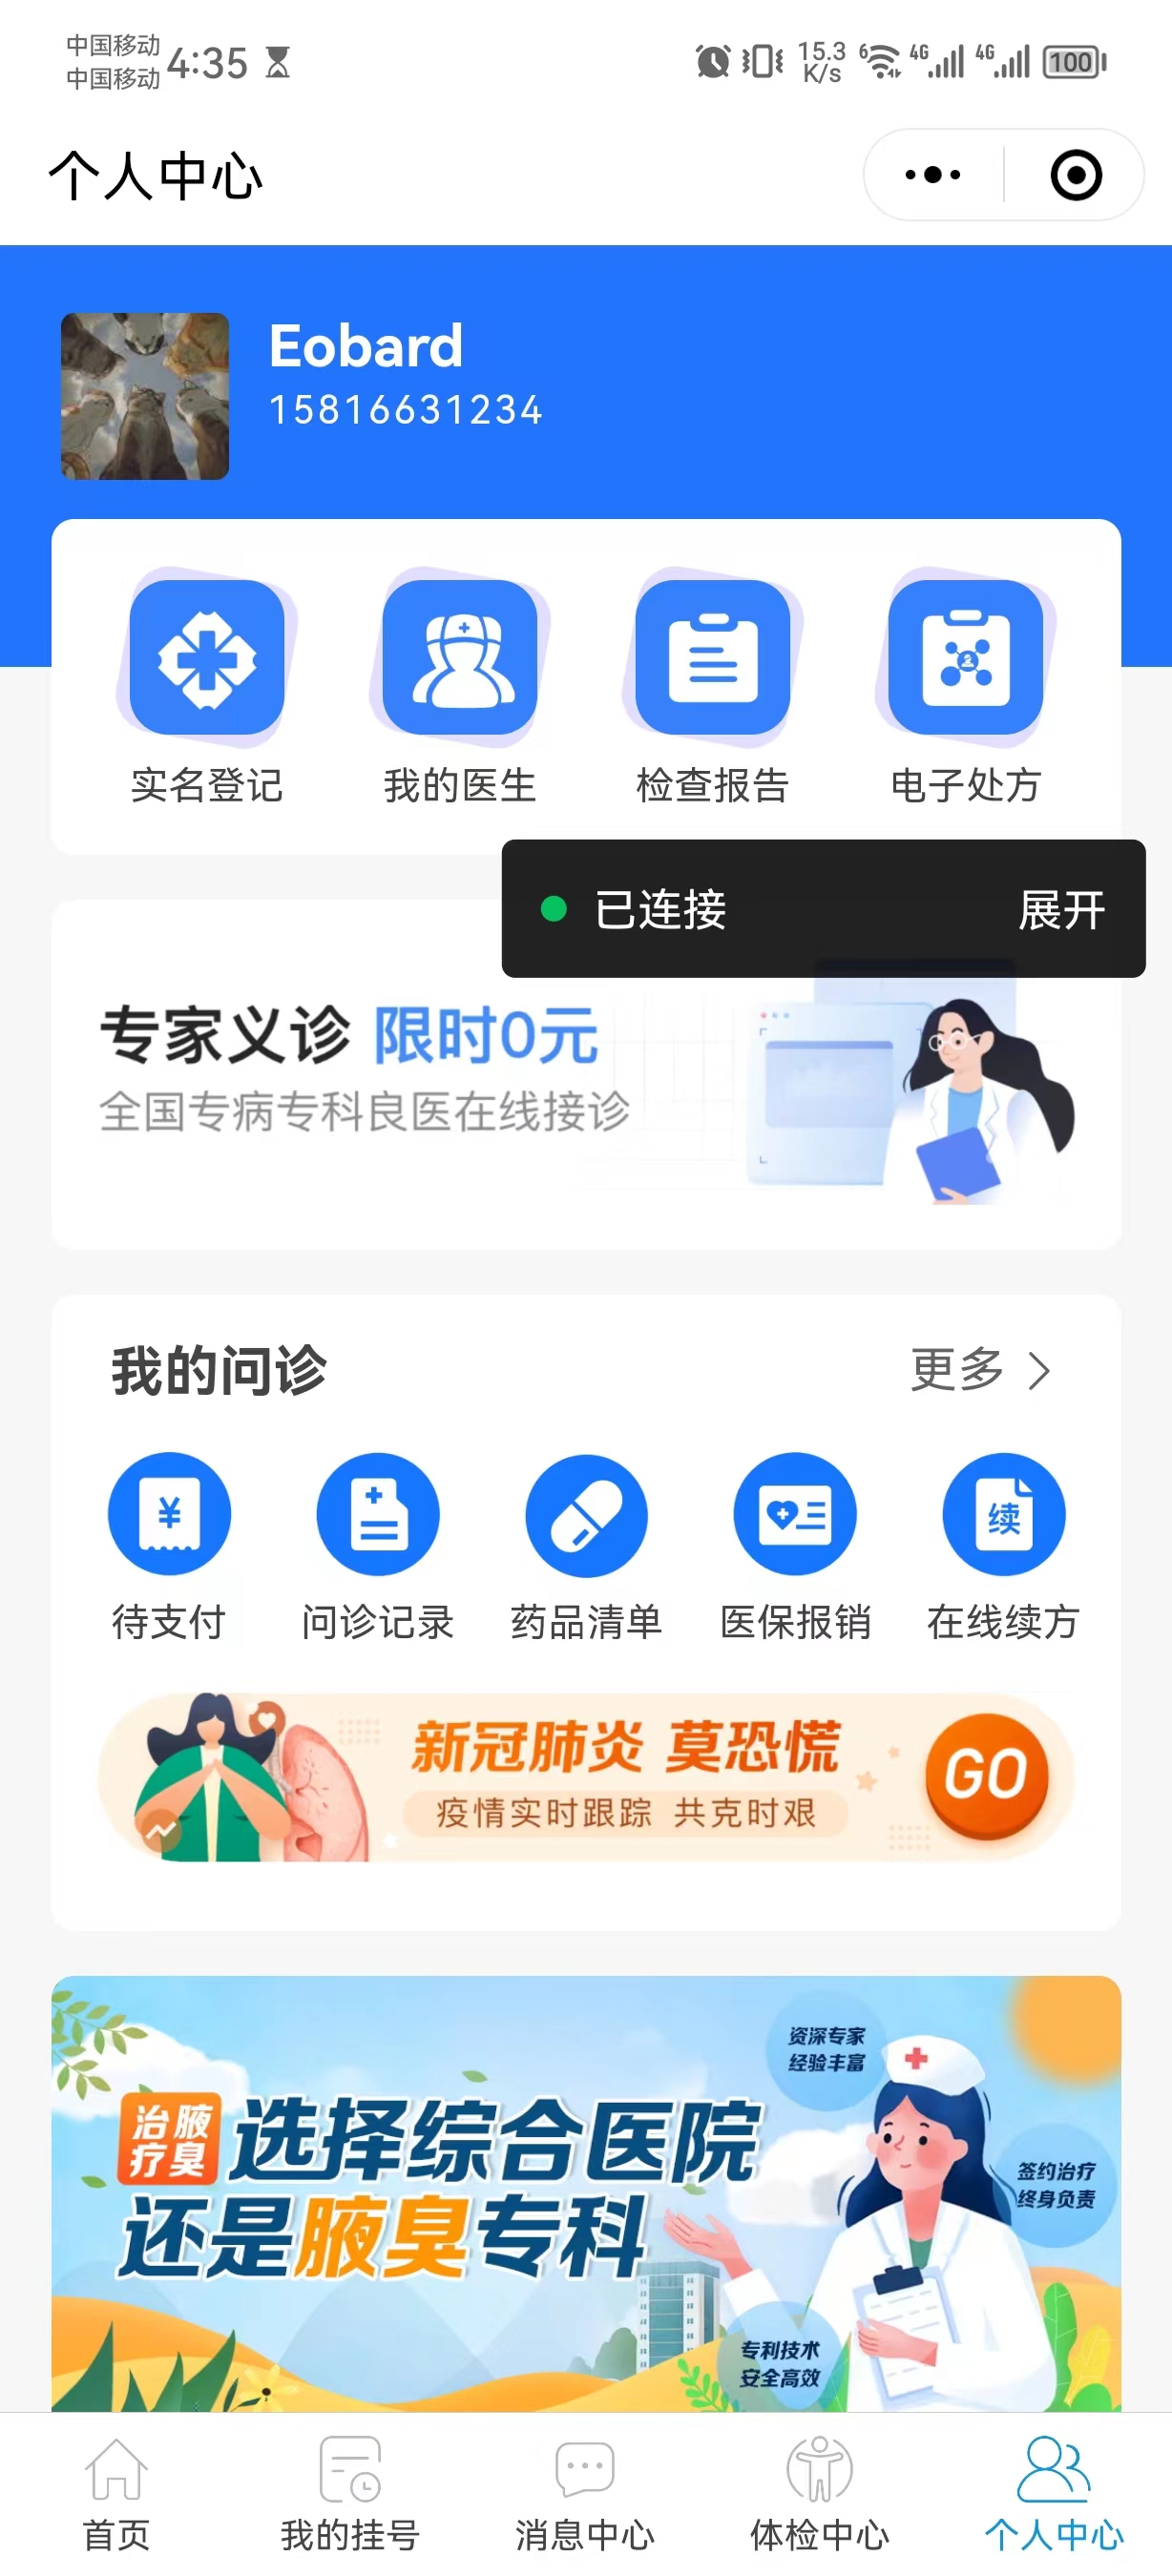 中国移动
中国移动
4:35
15.3
K/s
6
4G
4G
100
个人中心
Eobard
15816631234
实名登记
我的医生
检查报告
电子处方
已连接
展开
专家义诊 限时0元
全国专病专科良医在线接诊
我的问诊
更多
¥
续
待支付
问诊记录
药品清单
医保报销
在线续方
新冠肺炎 莫恐慌
疫情实时跟踪 共克时艰
GO
资深专家
经验丰富
治疗
腋臭
选择综合医院
还是腋臭专科
签约治疗
终身负责
专利技术
安全高效
首页
我的挂号
消息中心
体检中心
个人中心